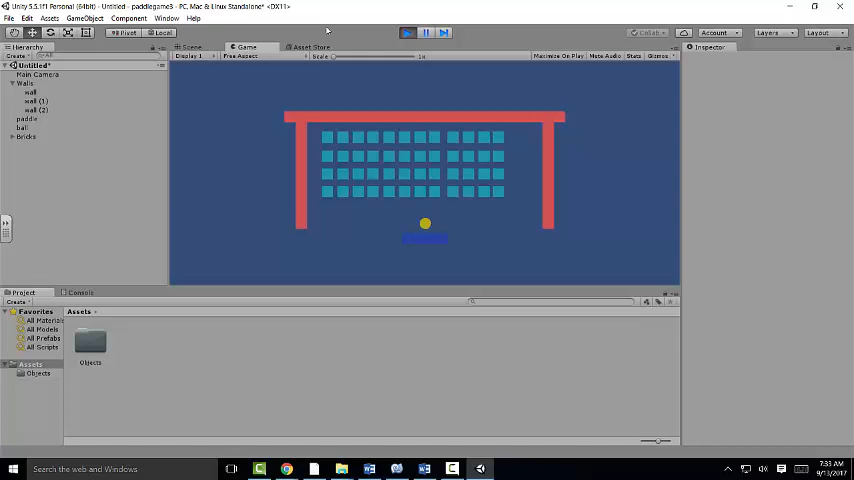 Unity 5.5.1f1 Personal (64bit) - Untitled - paddlegame3 - PC, Mac & Linux Standalone* <DX11>
File Edit Assets GameObject Component Window Help
Pivot Local Collab Account Layers Layout
Hierarchy Scene Game Asset Store Inspector
Create All Display 1 Free Aspect Scale 1x Maximize On Play Mute Audio Stats Gizmos
Untitled*
Main Camera
Walls
wall
wall (1)
wall (2)
paddle
ball
Bricks
Project Console
Create
Favorites Assets
All Materials
All Models
All Prefabs
All Scripts
Assets
Objects
Objects
Search the web and Windows
7:33 AM
9/13/2017